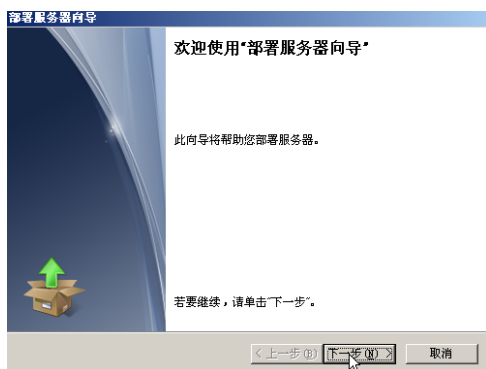 部署服务器向导
欢迎使用“部署服务器向导”
此向导将帮助您部署服务器。
若要继续，请单击“下一步”。
< 上一步(B) 下一步(N) > 取消